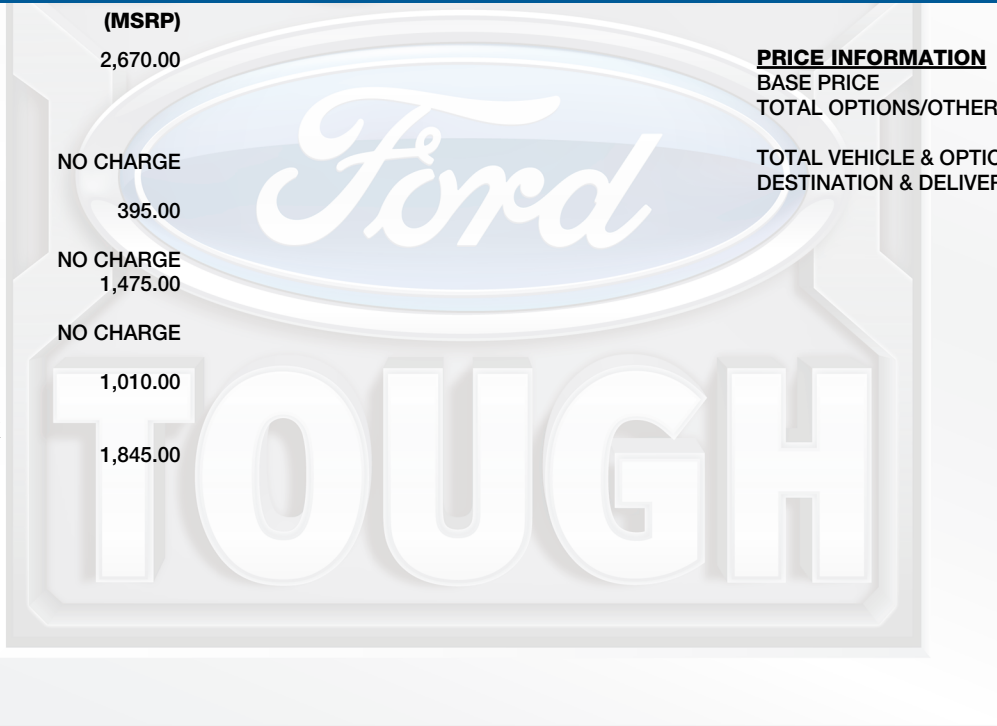 (MSRP)
2,670.00
NO CHARGE
395.00
NO CHARGE
1,475.00
NO CHARGE
1,010.00
1,845.00
PRICE INFORMATION
BASE PRICE
TOTAL OPTIONS/OTHER
TOTAL VEHICLE & OPTIO
DESTINATION & DELIVER
Ford
TOUGH